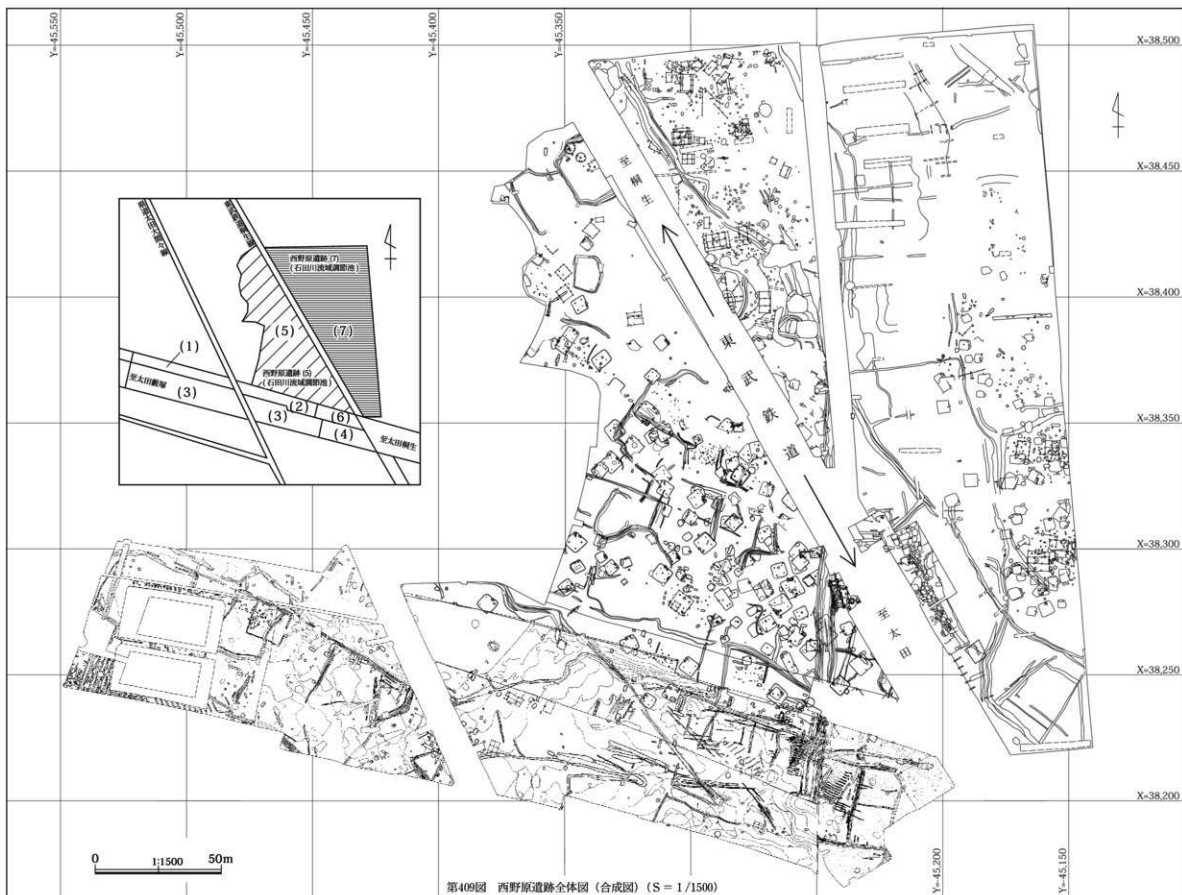 Y=-45,550
Y=-45,500
Y=-45,450
Y=-45,400
Y=-45,350
X=38,500
X=38,450
X=38,400
X=38,350
X=38,300
X=38,250
X=38,200
Y=-45,200
Y=-45,150
至桐生
東武鉄道
至太田
西野原遺跡(7)
(石田川流域調節池)
(7)
(5)
西野原遺跡(5)
(石田川流域調節池)
(1)
至太田藪塚
(3)
(2)
(3)
(6)
(4)
至太田桐生
0
1:1500
50m
第409図 西野原遺跡全体図(合成図)(S = 1/1500)